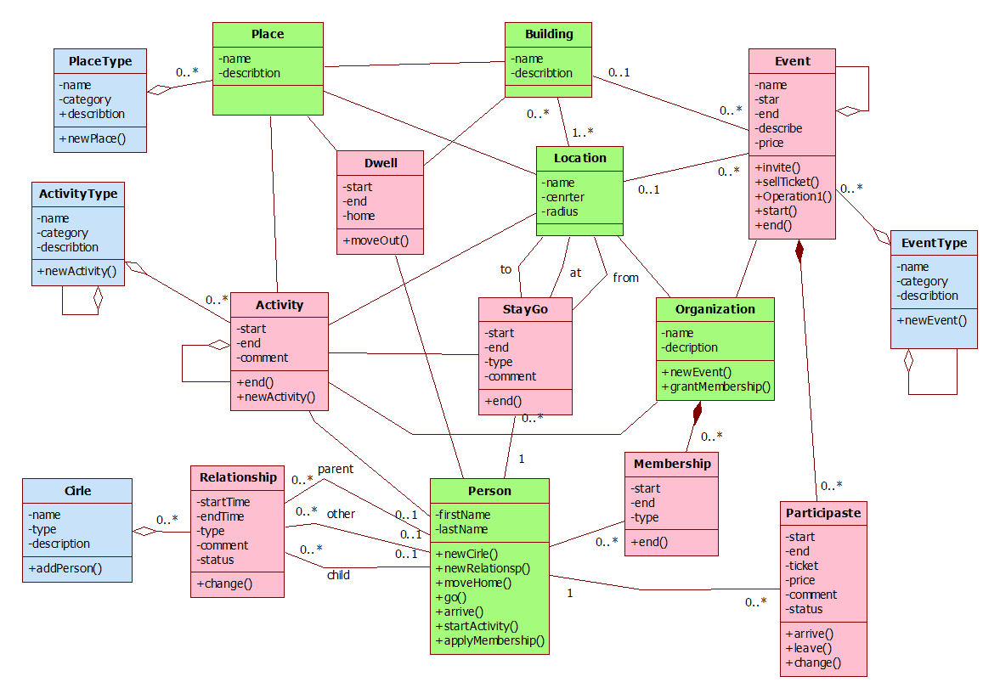 Place
-name
-describtion
Building
-name
-describtion
PlaceType
-name
-category
+describtion
+newPlace()
0..*
Event
-name
-star
-end
-describe
-price
+invite()
+sellTicket()
+Operation1()
+start()
+end()
0..1
0..*
0..*
1..*
Dwell
-start
-end
-home
+moveOut()
Location
-name
-cenrter
-radius
0..1
0..*
0..*
ActivityType
-name
-category
-describtion
+newActivity()
EventType
-name
-category
-describtion
+newEvent()
to
at
from
0..*
Activity
-start
-end
-comment
+end()
+newActivity()
StayGo
-start
-end
-type
-comment
+end()
Organization
-name
-decription
+newEvent()
+grantMembership()
0..*
1
0..*
Membership
-start
-end
-type
+end()
0..*
Cirle
-name
-type
-description
+addPerson()
0..*
Relationship
-startTime
-endTime
-type
-comment
-status
+change()
parent
0..*
0..*
other
0..*
child
0..1
0..1
0..1
Person
-firstName
-lastName
+newCirle()
+newRelationsp()
+moveHome()
+go()
+arrive()
+startActivity()
+applyMembership()
0..*
1
0..*
Participaste
-start
-end
-ticket
-price
-comment
-status
+arrive()
+leave()
+change()